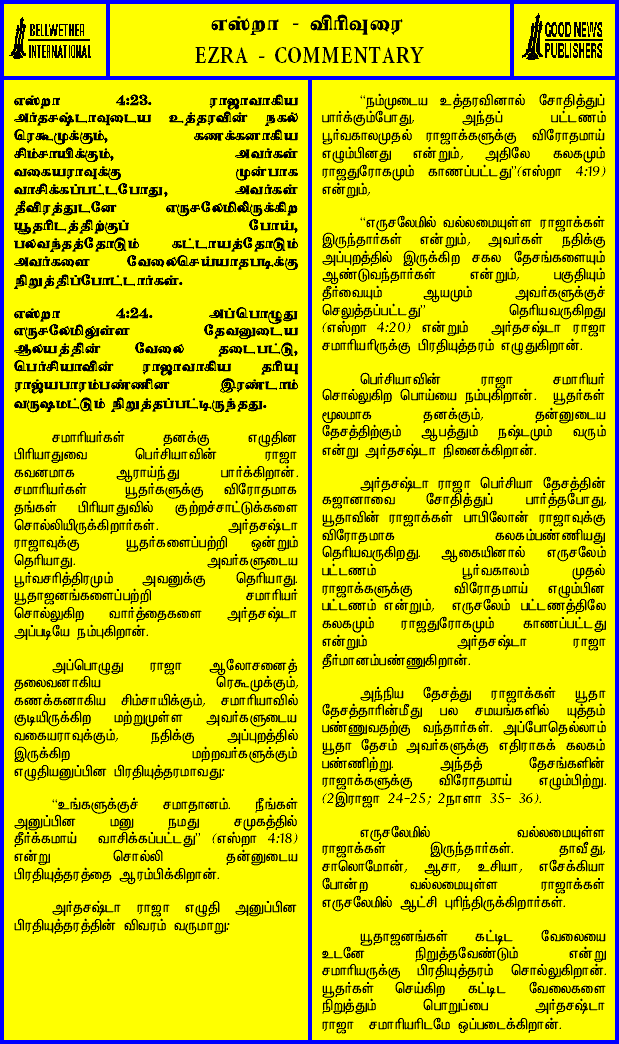 BELLWETHER
INTERNATIONAL
எஸ்றா - விரிவுரை
EZRA - COMMENTARY
GOOD NEWS
PUBLISHERS
எஸ்றா 4:23. ராஜாவாகிய
அர்தசஷ்டாவுடைய உத்தரவின் நகல்
ரெகூமுக்கும், கணக்கனாகிய
சிம்சாயிக்கும், அவர்கள்
வகையராவுக்கு முன்பாக
வாசிக்கப்பட்டபோது, அவர்கள்
தீவிரத்துடனே எருசலேமிலிருக்கிற
யூதரிடத்திற்குப் போய்,
பலவந்தத்தோடும் கட்டாயத்தோடும்
அவர்களை வேலைசெய்யாதபடிக்கு
நிறுத்திப்போட்டார்கள்.
எஸ்றா 4:24. அப்பொழுது
எருசலேமிலுள்ள தேவனுடைய
ஆலயத்தின் வேலை தடைபட்டு,
பெர்சியாவின் ராஜாவாகிய தரியு
ராஜ்யபாரம்பண்ணின இரண்டாம்
வருஷமட்டும் நிறுத்தப்பட்டிருந்தது.
சமாரியர்கள் தனக்கு எழுதின
பிரியாதுவை பெர்சியாவின் ராஜா
கவனமாக ஆராய்ந்து பார்க்கிறான்.
சமாரியர்கள் யூதர்களுக்கு விரோதமாக
தங்கள் பிரியாதுவில் குற்றச்சாட்டுக்களை
சொல்லியிருக்கிறார்கள். அர்தசஷ்டா
ராஜாவுக்கு யூதர்களைப்பற்றி ஒன்றும்
தெரியாது. அவர்களுடைய
பூர்வசரித்திரமும் அவனுக்கு தெரியாது.
யூதாஜனங்களைப்பற்றி சமாரியர்
சொல்லுகிற வார்த்தைகளை அர்தசஷ்டா
அப்படியே நம்புகிறான்.
அப்பொழுது ராஜா ஆலோசனைத்
தலைவனாகிய ரெகூமுக்கும்,
கணக்கனாகிய சிம்சாயிக்கும், சமாரியாவில்
குடியிருக்கிற மற்றுமுள்ள அவர்களுடைய
வகையராவுக்கும், நதிக்கு அப்புறத்தில்
இருக்கிற மற்றவர்களுக்கும்
எழுதியனுப்பின பிரதியுத்தரமாவது:
“உங்களுக்குச் சமாதானம். நீங்கள்
அனுப்பின மனு நமது சமுகத்தில்
தீர்க்கமாய் வாசிக்கப்பட்டது” (எஸ்றா 4:18)
என்று சொல்லி தன்னுடைய
பிரதியுத்தரத்தை ஆரம்பிக்கிறான்.
அர்தசஷ்டா ராஜா எழுதி அனுப்பின
பிரதியுத்தரத்தின் விவரம் வருமாறு:
“நம்முடைய உத்தரவினால் சோதித்துப்
பார்க்கும்போது, அந்தப் பட்டணம்
பூர்வகாலமுதல் ராஜாக்களுக்கு விரோதமாய்
எழும்பினது என்றும், அதிலே கலகமும்
ராஜதுரோகமும் காணப்பட்டது”(எஸ்றா 4:19)
என்றும்,
“எருசலேமில் வல்லமையுள்ள ராஜாக்கள்
இருந்தார்கள் என்றும், அவர்கள் நதிக்கு
அப்புறத்தில் இருக்கிற சகல தேசங்களையும்
ஆண்டுவந்தார்கள் என்றும், பகுதியும்
தீர்வையும் ஆயமும் அவர்களுக்குச்
செலுத்தப்பட்டது” தெரியவருகிறது
(எஸ்றா 4:20) என்றும் அர்தசஷ்டா ராஜா
சமாரியரிருக்கு பிரதியுத்தரம் எழுதுகிறான்.
பெர்சியாவின் ராஜா சமாரியர்
சொல்லுகிற பொய்யை நம்புகிறான். யூதர்கள்
மூலமாக தனக்கும், தன்னுடைய
தேசத்திற்கும் ஆபத்தும் நஷ்டமும் வரும்
என்று அர்தசஷ்டா நினைக்கிறான்.
அர்தசஷ்டா ராஜா பெர்சியா தேசத்தின்
கஜானாவை சோதித்துப் பார்த்தபோது,
யூதாவின் ராஜாக்கள் பாபிலோன் ராஜாவுக்கு
விரோதமாக கலகம்பண்ணியது
தெரியவருகிறது. ஆகையினால் எருசலேம்
பட்டணம் பூர்வகாலம் முதல்
ராஜாக்களுக்கு விரோதமாய் எழும்பின
பட்டணம் என்றும், எருசலேம் பட்டணத்திலே
கலகமும் ராஜதுரோகமும் காணப்பட்டது
என்றும் அர்தசஷ்டா ராஜா
தீர்மானம்பண்ணுகிறான்.
அந்நிய தேசத்து ராஜாக்கள் யூதா
தேசத்தாரின்மீது பல சமயங்களில் யுத்தம்
பண்ணுவதற்கு வந்தார்கள். அப்போதெல்லாம்
யூதா தேசம் அவர்களுக்கு எதிராகக் கலகம்
பண்ணிற்று. அந்தத் தேசங்களின்
ராஜாக்களுக்கு விரோதமாய் எழும்பிற்று.
(2இராஜா 24-25; 2நாளா 35- 36).
எருசலேமில் வல்லமையுள்ள
ராஜாக்கள் இருந்தார்கள். தாவீது,
சாலொமோன், ஆசா, உசியா, எசேக்கியா
போன்ற வல்லமையுள்ள ராஜாக்கள்
எருசலேமில் ஆட்சி புரிந்திருக்கிறார்கள்.
யூதாஜனங்கள் கட்டிட வேலையை
உடனே நிறுத்தவேண்டும் என்று
சமாரியருக்கு பிரதியுத்தரம் சொல்லுகிறான்.
யூதர்கள் செய்கிற கட்டிட வேலைகளை
நிறுத்தும் பொறுப்பை அர்தசஷ்டா
ராஜா சமாரியரிடமே ஒப்படைக்கிறான்.